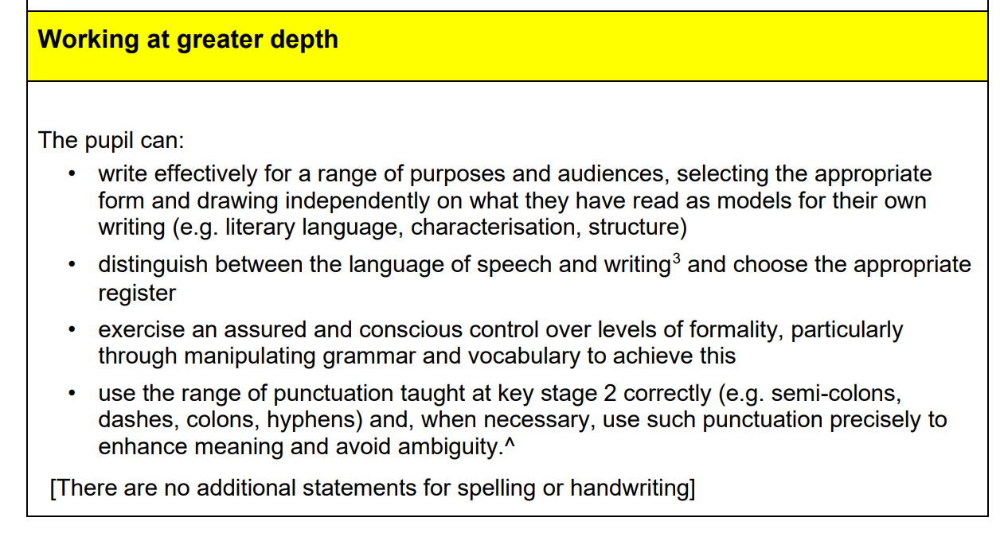 Working at greater depth
The pupil can:
• write effectively for a range of purposes and audiences, selecting the appropriate
form and drawing independently on what they have read as models for their own
writing (e.g. literary language, characterisation, structure)
• distinguish between the language of speech and writing³ and choose the appropriate
register
• exercise an assured and conscious control over levels of formality, particularly
through manipulating grammar and vocabulary to achieve this
• use the range of punctuation taught at key stage 2 correctly (e.g. semi-colons,
dashes, colons, hyphens) and, when necessary, use such punctuation precisely to
enhance meaning and avoid ambiguity.^
[There are no additional statements for spelling or handwriting]